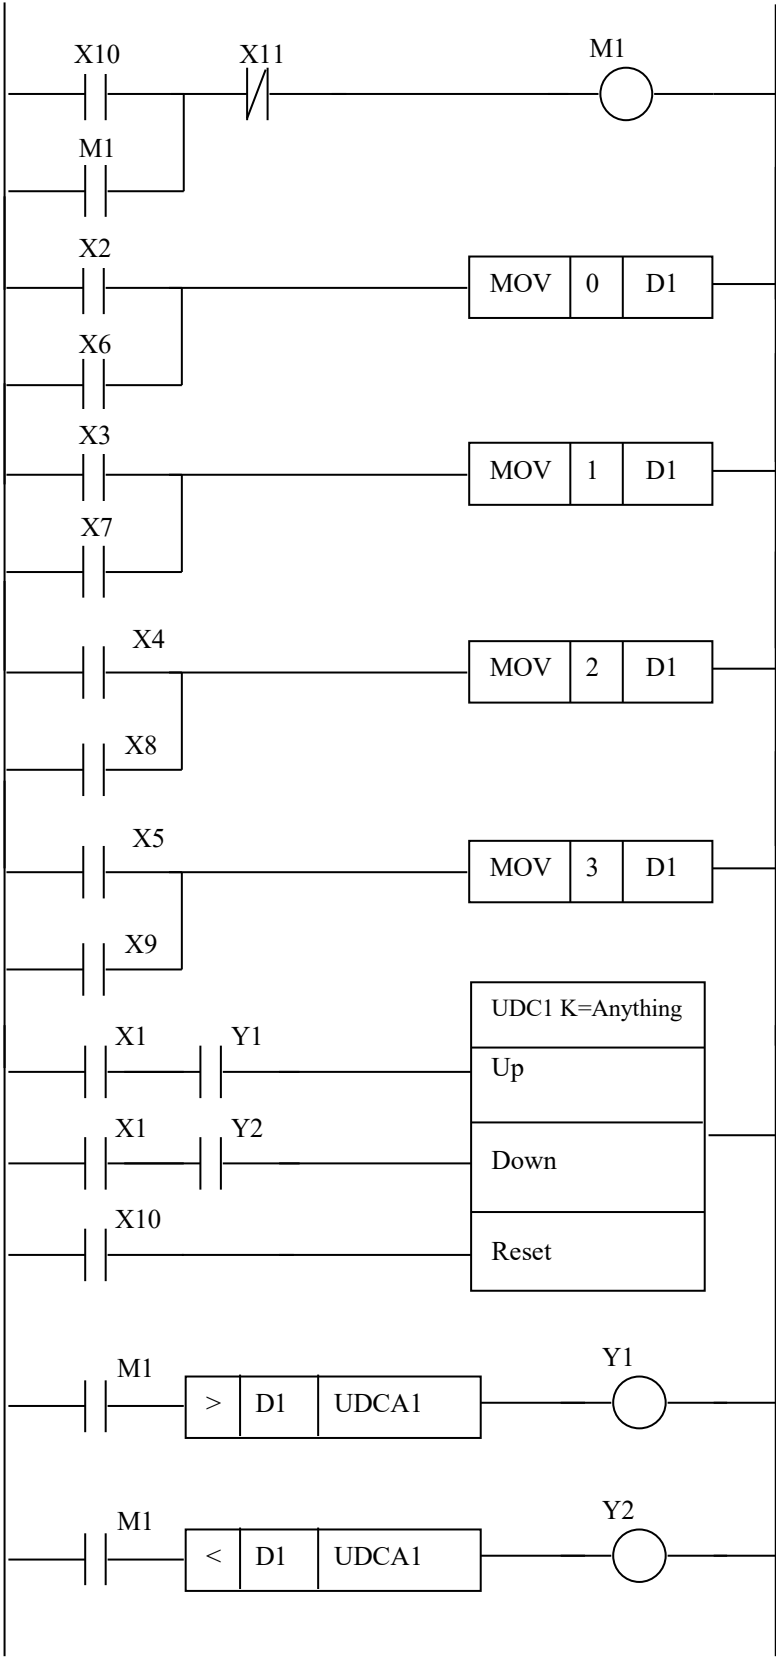 M1
X10 X11
M1
X2
MOV 0 D1
X6
X3
MOV 1 D1
X7
X4
MOV 2 D1
X8
X5
MOV 3 D1
X9
UDC1 K=Anything
X1 Y1
Up
X1 Y2
Down
X10
Reset
Y1
M1
> D1 UDCA1
Y2
M1
< D1 UDCA1